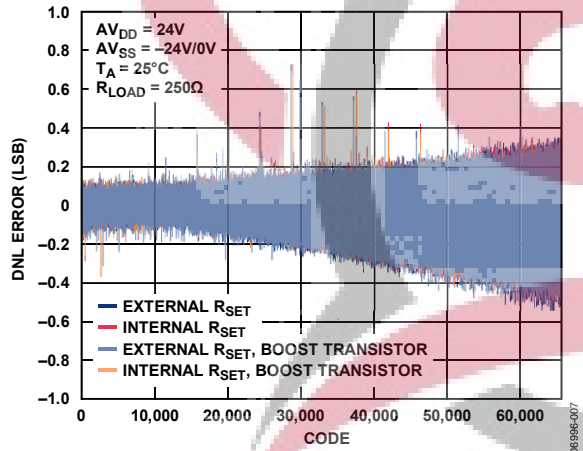 AVDD = 24V
AVSS = –24V/0V
TA = 25°C
RLOAD = 250Ω
1.0
0.8
0.6
0.4
0.2
0
–0.2
–0.4
–0.6
–0.8
–1.0
DNL ERROR (LSB)
EXTERNAL RSET
INTERNAL RSET
EXTERNAL RSET, BOOST TRANSISTOR
INTERNAL RSET, BOOST TRANSISTOR
0 10,000 20,000 30,000 40,000 50,000 60,000
CODE
06996-007